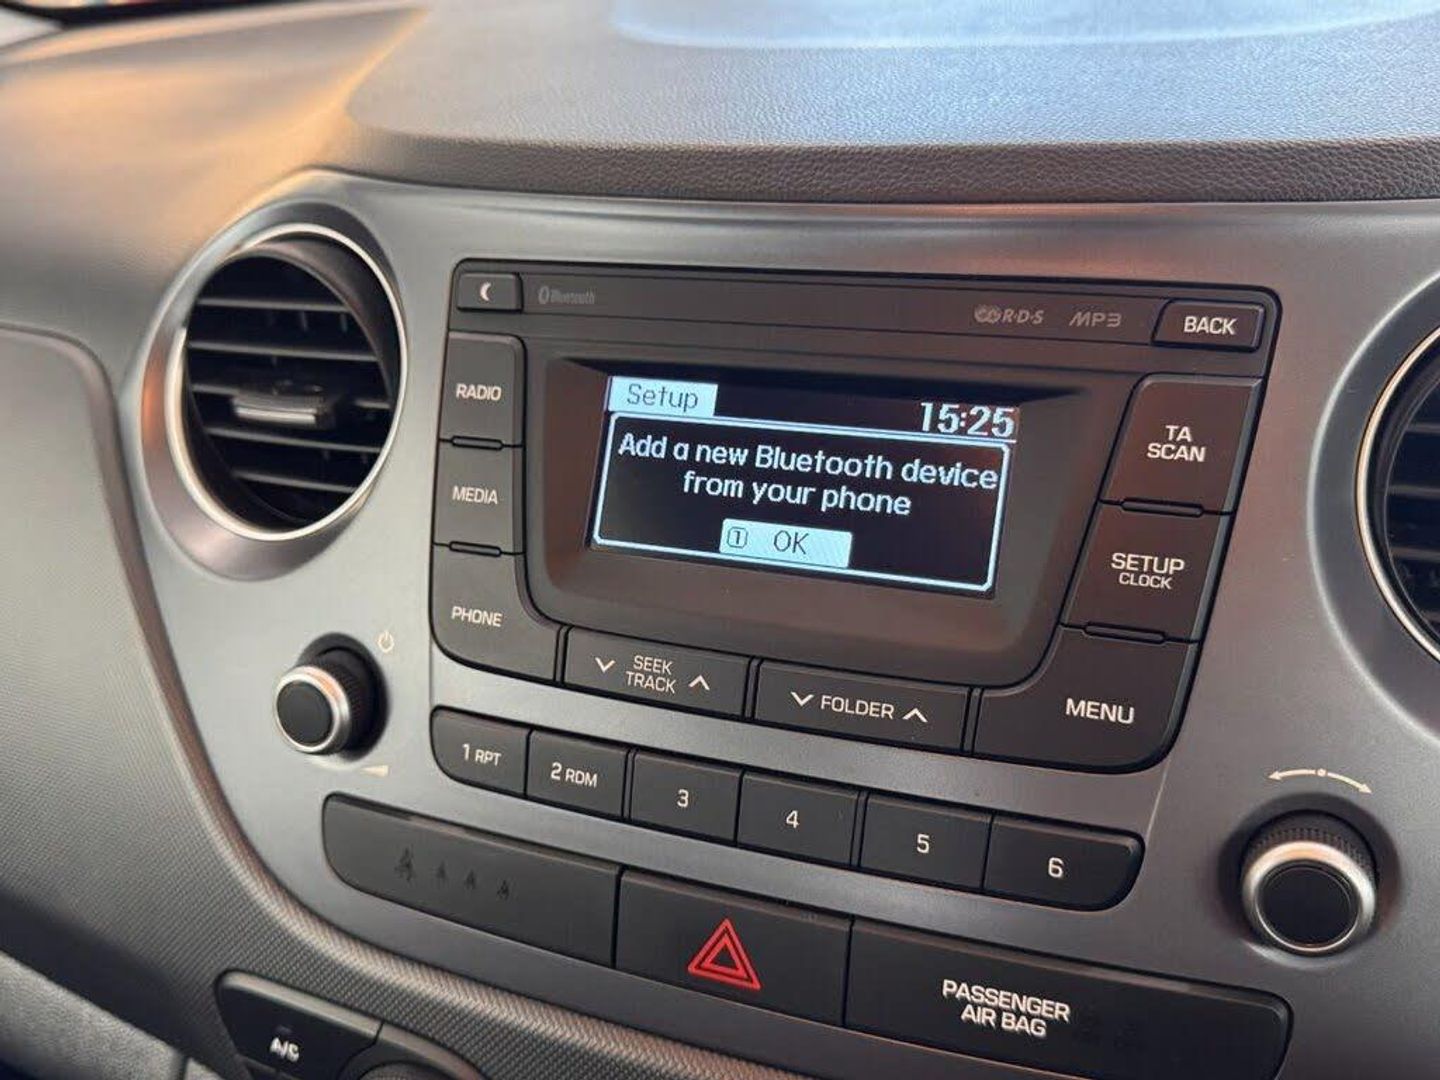 Bluetooth
R·D·S
MP3
BACK
RADIO
Setup
15:25
TA
SCAN
Add a new Bluetooth device
from your phone
MEDIA
1 OK
SETUP
CLOCK
PHONE
SEEK
TRACK
FOLDER
MENU
1 RPT
2 RDM
3
4
5
6
PASSENGER
AIR BAG
A/C